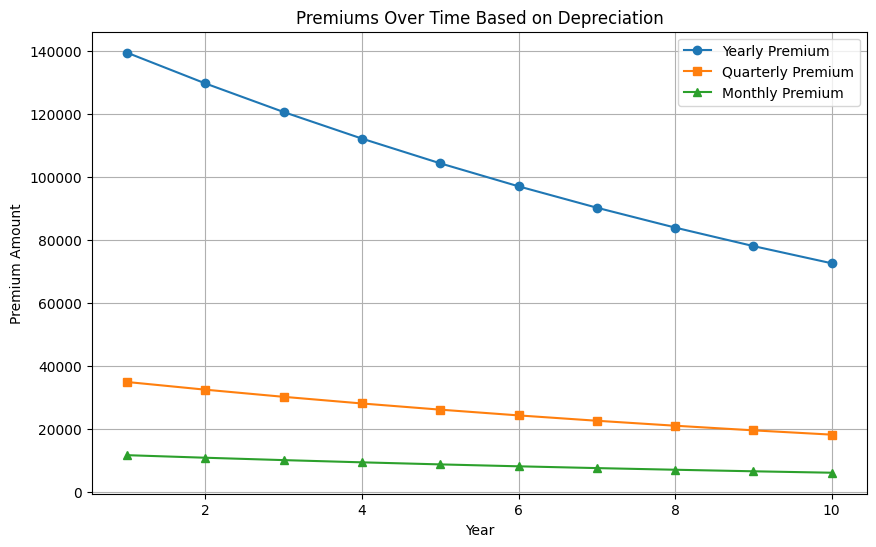 Premiums Over Time Based on Depreciation
Yearly Premium
Quarterly Premium
Monthly Premium
Premium Amount
140000
120000
100000
80000
60000
40000
20000
0
2
4
6
8
10
Year